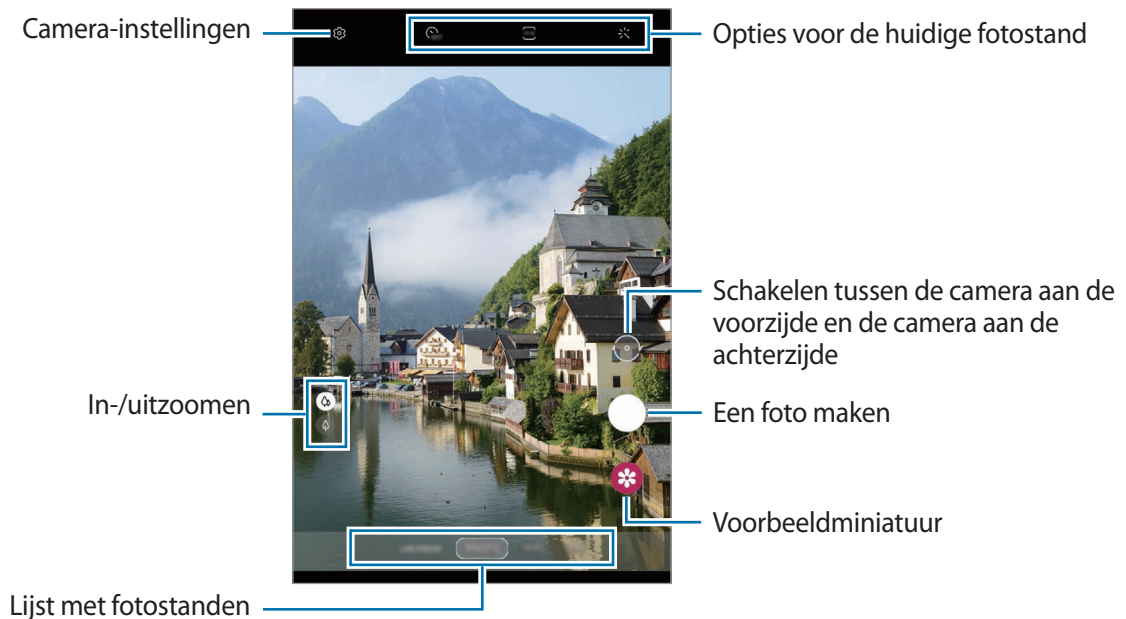 Camera-instellingen
Opties voor de huidige fotostand
Schakelen tussen de camera aan de
voorzijde en de camera aan de
achterzijde
In-/uitzoomen
Een foto maken
Voorbeeldminiatuur
Lijst met fotostanden